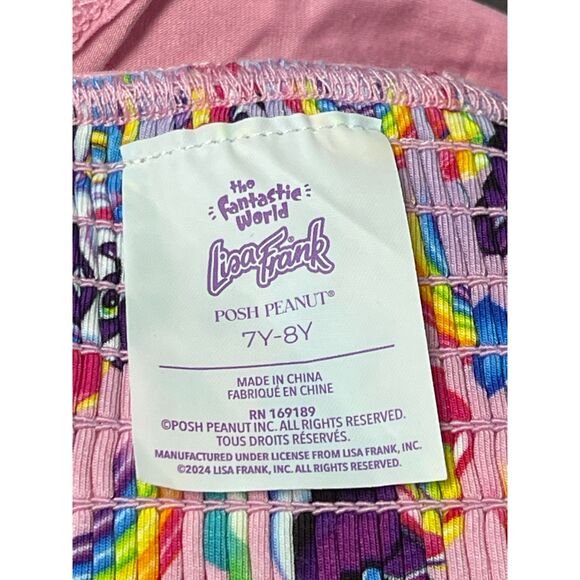 the
Fantastic
World
Lisa Frank®
POSH PEANUT®
7Y-8Y
MADE IN CHINA
FABRIQUÉ EN CHINE
RN 169189
©POSH PEANUT INC. ALL RIGHTS RESERVED.
TOUS DROITS RÉSERVÉS.
MANUFACTURED UNDER LICENSE FROM LISA FRANK, INC.
©2024 LISA FRANK, INC. ALL RIGHTS RESERVED.